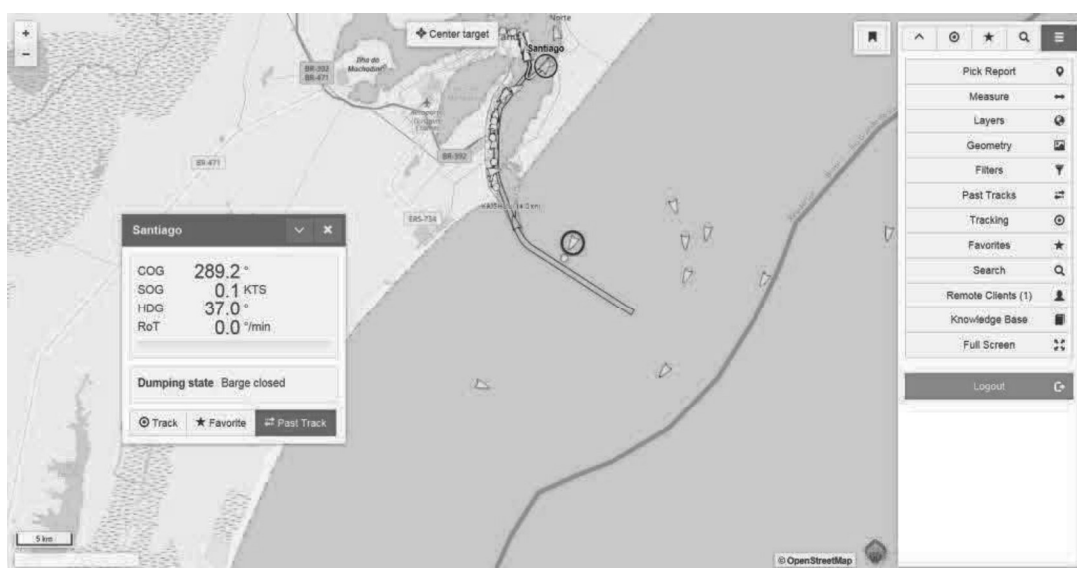 +
−
Center target
Norte
Santiago
Ilha do
Machadinho
BR-392
BR-471
BR-471
BR-392
ERS-734
Santiago
COG 289.2 °
SOG 0.1 KTS
HDG 37.0 °
RoT 0.0 °/min
Dumping state Barge closed
Track Favorite Past Track
5 km
© OpenStreetMap
Pick Report
Measure
Layers
Geometry
Filters
Past Tracks
Tracking
Favorites
Search
Remote Clients (1)
Knowledge Base
Full Screen
Logout